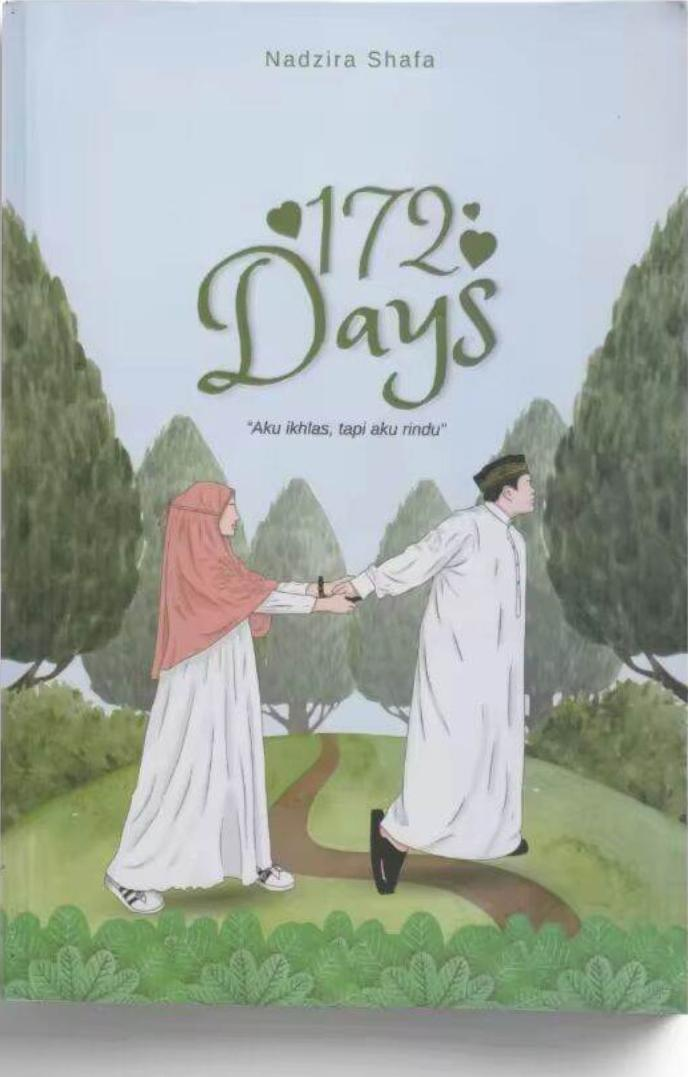 Nadzira Shafa
172
Days
"Aku ikhlas, tapi aku rindu"